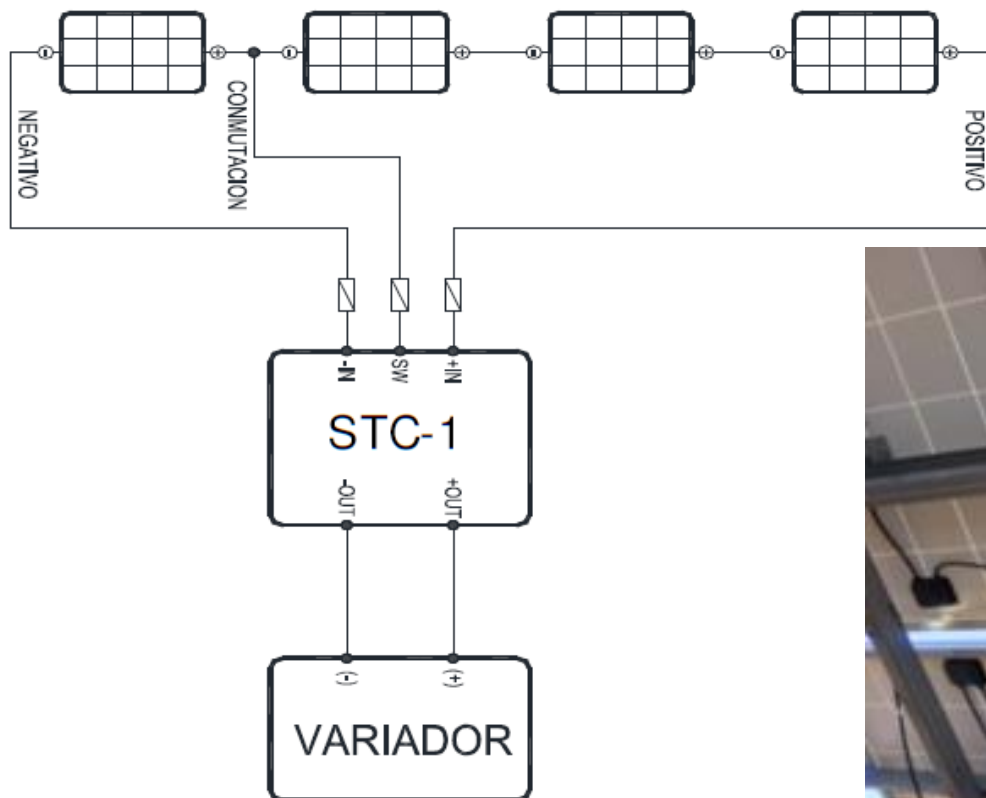 NEGATIVO
CONMUTACION
POSITIVO
-IN
SW
+IN
STC-1
-OUT
+OUT
(-)
(+)
VARIADOR